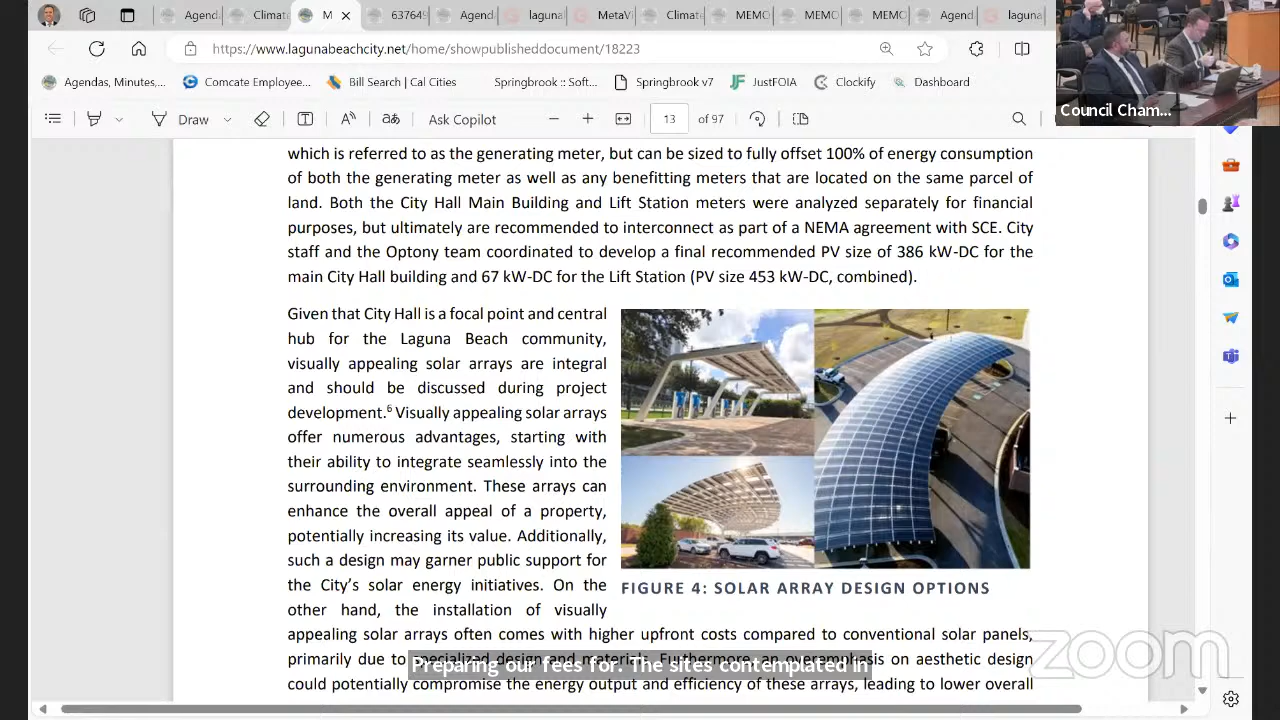 Agend
Climat
M
63764
Agend
laguna
MetaV
Climate
MEMO
MEMO
MEMO
Agend
laguna
https://www.lagunabeachcity.net/home/showpublisheddocument/18223
Agendas, Minutes,...
Comcate Employee...
Search | Cal Cities
Springbrook :: Soft...
Springbrook v7
JustFOIA
Clockify
Dashboard
Council Cham...
Draw
Ask Copilot
13 of 97
which is referred to as the generating meter, but can be sized to fully offset 100% of energy consumption
of both the generating meter as well as any benefitting meters that are located on the same parcel of
land. Both the City Hall Main Building and Lift Station meters were analyzed separately for financial
purposes, but ultimately are recommended to interconnect as part of a NEMA agreement with SCE. City
staff and the Optony team coordinated to develop a final recommended PV size of 386 kW-DC for the
main City Hall building and 67 kW-DC for the Lift Station (PV size 453 kW-DC, combined).
Given that City Hall is a focal point and central
hub for the Laguna Beach community,
visually appealing solar arrays are integral
and should be discussed during project
development.6 Visually appealing solar arrays
offer numerous advantages, starting with
their ability to integrate seamlessly into the
surrounding environment. These arrays can
enhance the overall appeal of a property,
potentially increasing its value. Additionally,
such a design may garner public support for
the City's solar energy initiatives. On the
other hand, the installation of visually
FIGURE 4: SOLAR ARRAY DESIGN OPTIONS
appealing solar arrays often comes with higher upfront costs compared to conventional solar panels,
primarily due to
Preparing our fees for. The sites contemplated in
on aesthetic design
could potentially compromise the energy output and efficiency of these arrays, leading to lower overall
zoom